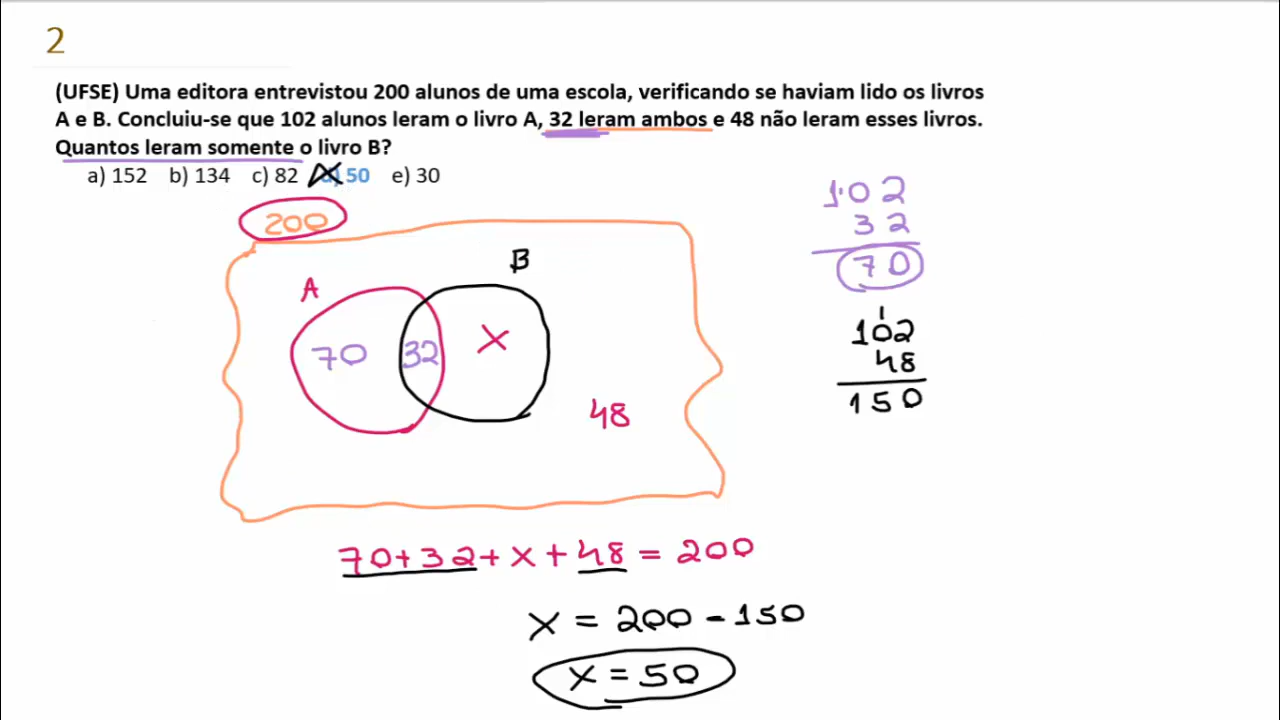 2
(UFSE) Uma editora entrevistou 200 alunos de uma escola, verificando se haviam lido os livros
A e B. Concluiu-se que 102 alunos leram o livro A, 32 leram ambos e 48 não leram esses livros.
Quantos leram somente o livro B?
a) 152 b) 134 c) 82 d) 50 e) 30
200
A
B
70
32
X
48
102
32
70
1
102
48
150
70+32+x+48=200
x=200-150
x=50